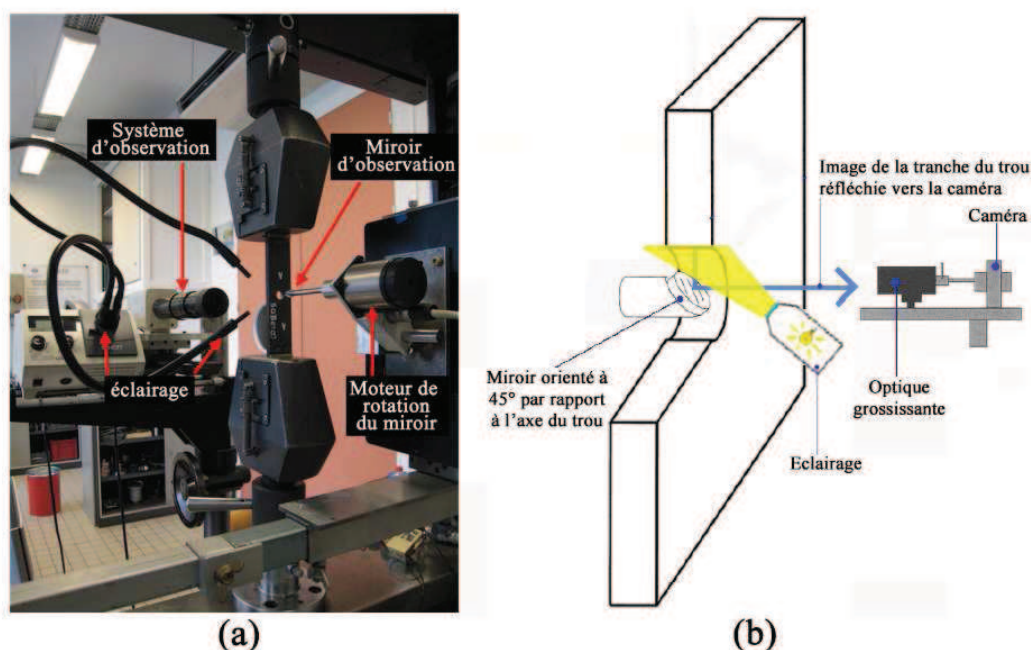 Système
d'observation
Miroir
d'observation
éclairage
Moteur de
rotation
du miroir
(a)
Image de la tranche du trou
réfléchie vers la caméra
Caméra
Miroir orienté à
45° par rapport
à l'axe du trou
Optique
grossissante
Eclairage
(b)